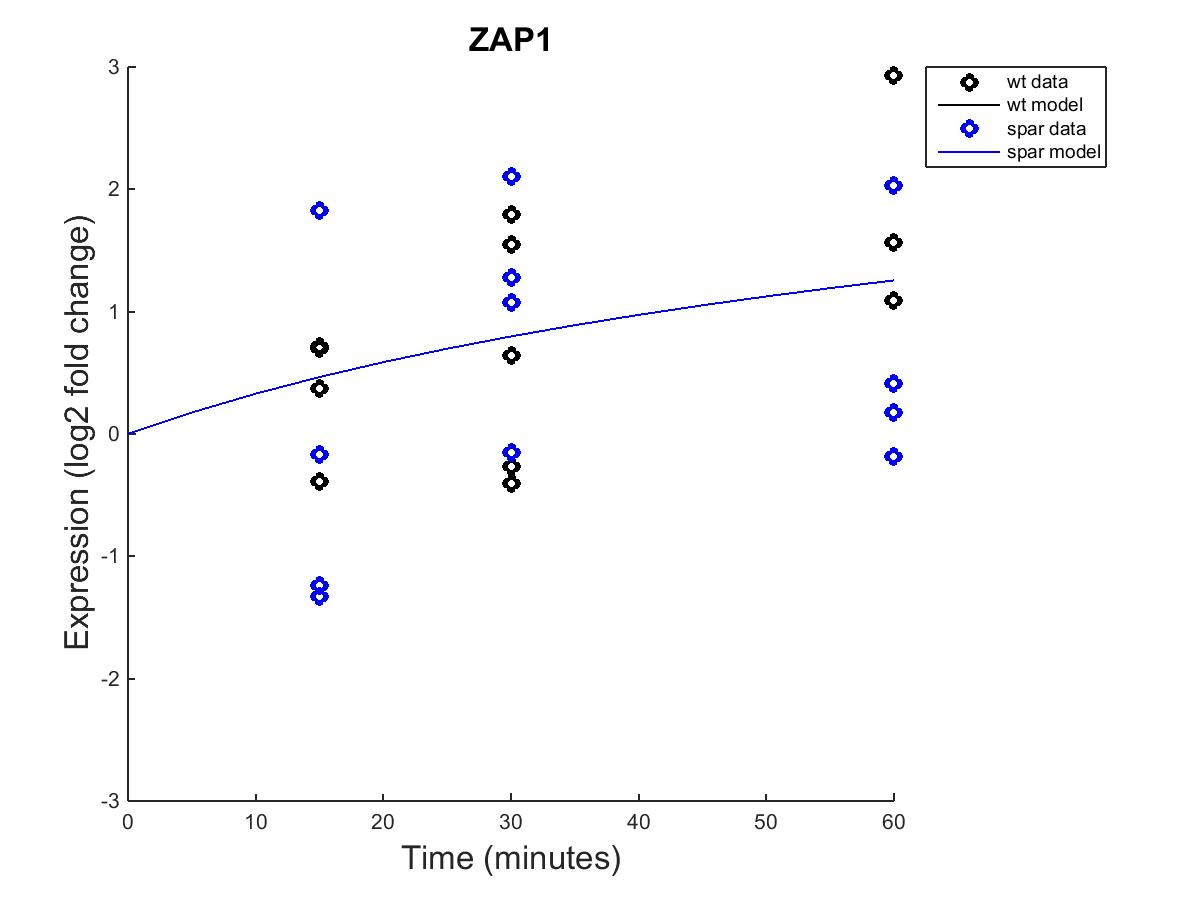 ZAP1
wt data
wt model
spar data
spar model
Expression (log2 fold change)
3
2
1
0
-1
-2
-3
0 10 20 30 40 50 60
Time (minutes)